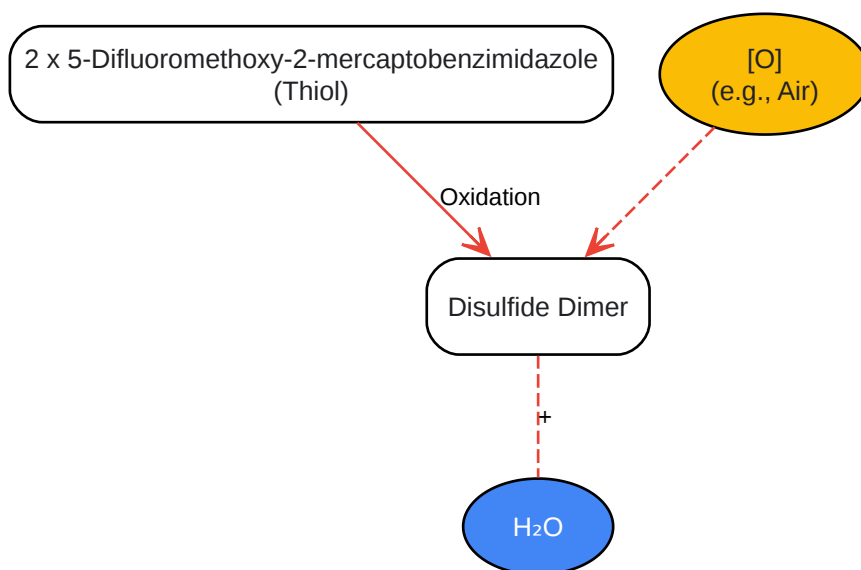 2 x 5-Difluoromethoxy-2-mercaptobenzimidazole
(Thiol)
[O]
(e.g., Air)
Oxidation
Disulfide Dimer
+
H₂O